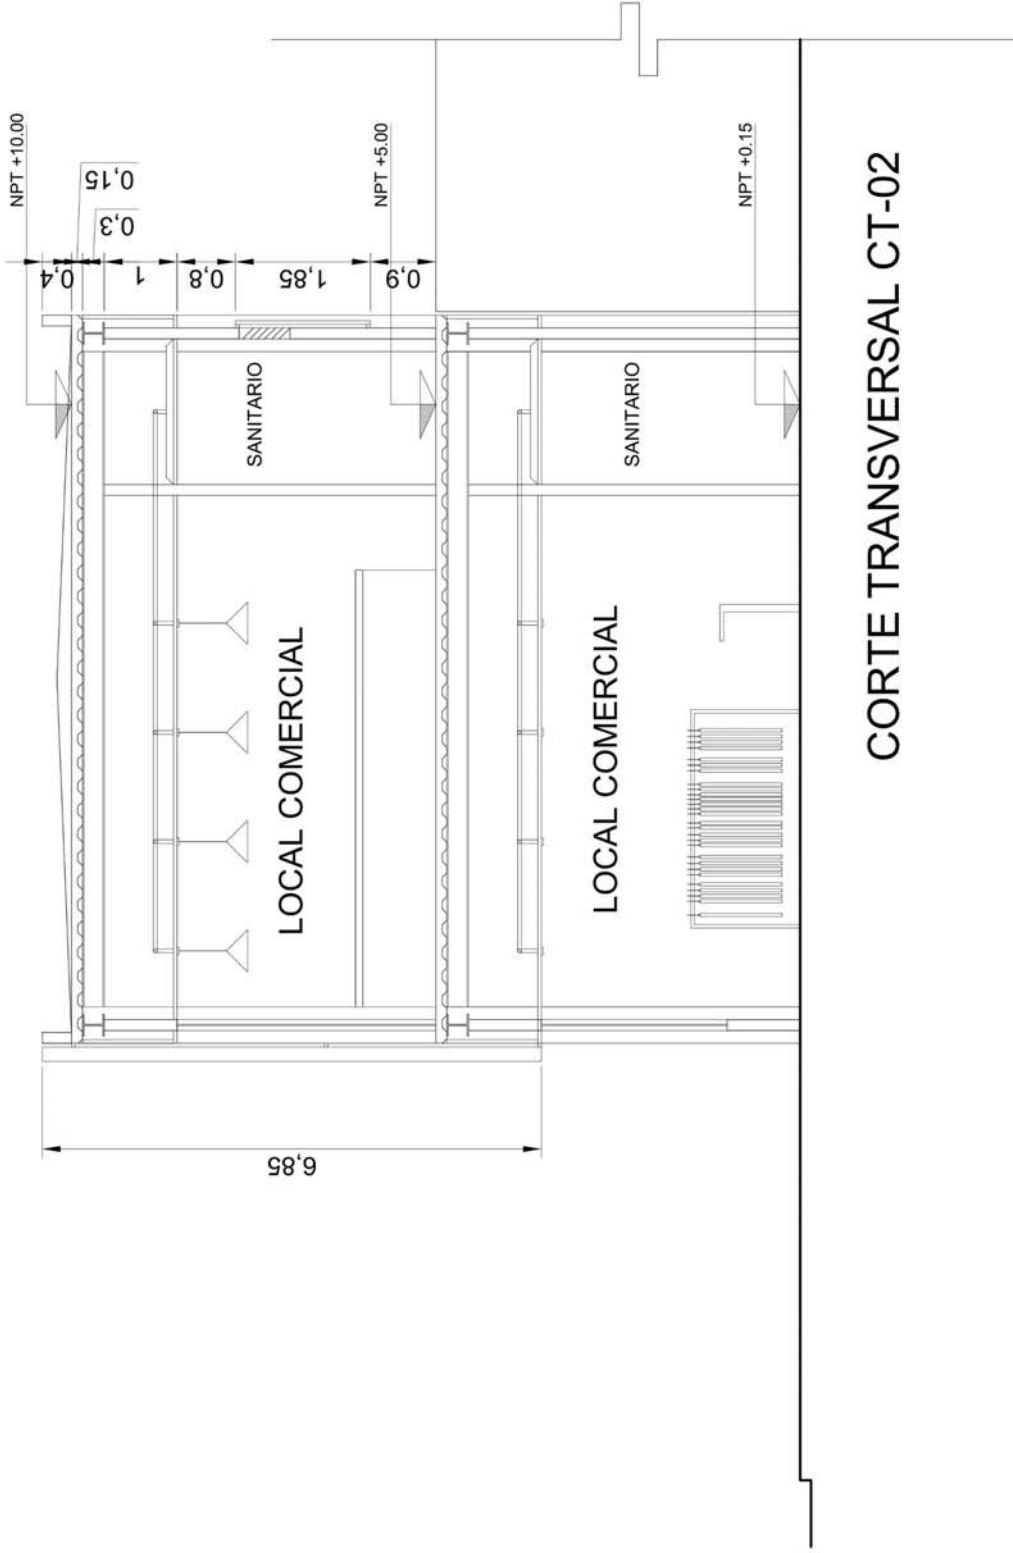 NPT +10.00
0,15
0,3
0,4
1
0,8
1,85
0,9
NPT +5.00
NPT +0.15
SANITARIO
SANITARIO
LOCAL COMERCIAL
LOCAL COMERCIAL
6,85
CORTE TRANSVERSAL CT-02